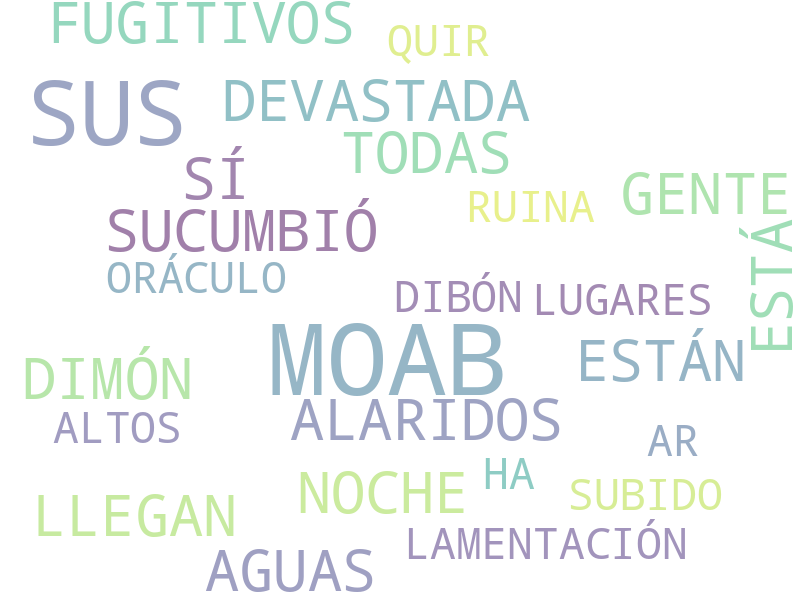 FUGITIVOS
QUIR
SUS
DEVASTADA
TODAS
SÍ
GENTE
RUINA
SUCUMBIÓ
ESTÁ
ORÁCULO
DIBÓN
LUGARES
MOAB
ESTÁN
DIMÓN
ALARIDOS
ALTOS
AR
HA
NOCHE
SUBIDO
LLEGAN
LAMENTACIÓN
AGUAS